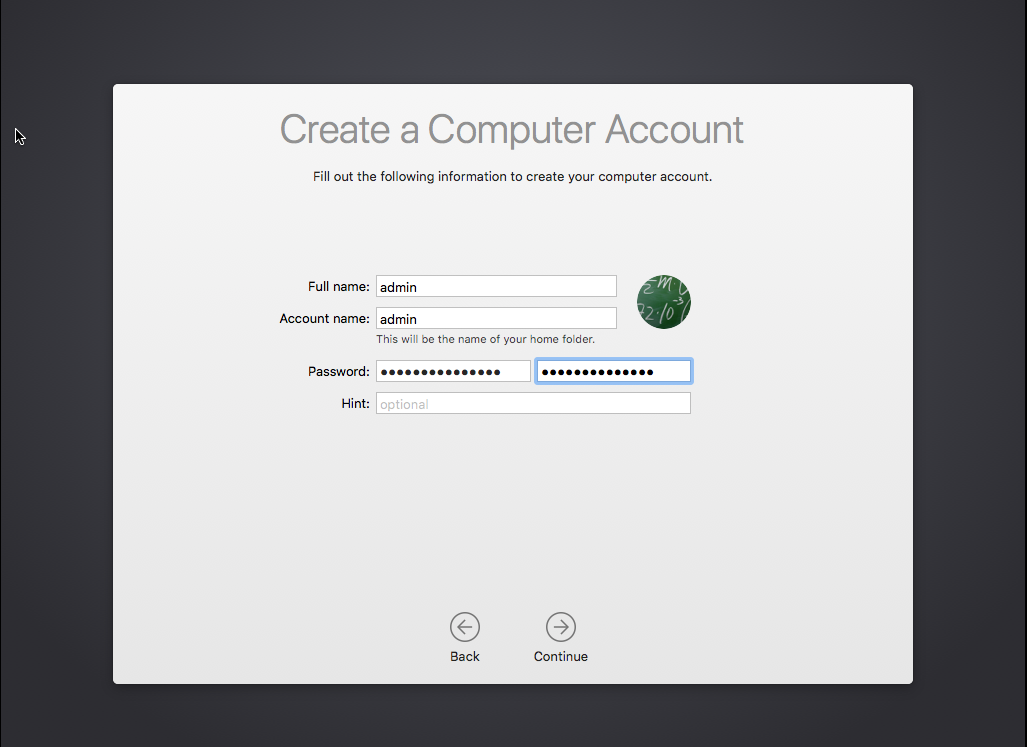 Create a Computer Account
Fill out the following information to create your computer account.
Full name: admin
Account name: admin
This will be the name of your home folder.
Password: ●●●●●●●●●●●●●●● ●●●●●●●●●●●●●●
Hint: optional
Back Continue